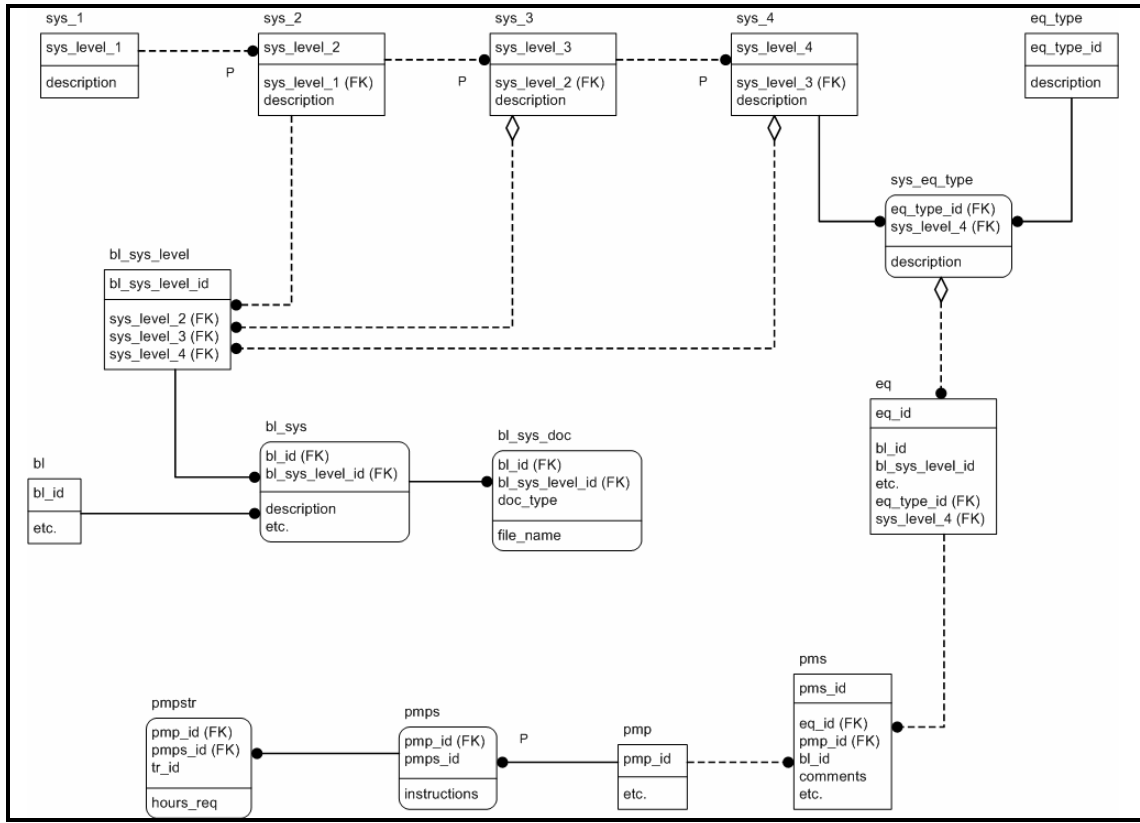 sys_1
sys_level_1
description
sys_2
sys_level_2
sys_level_1 (FK)
description
sys_3
sys_level_3
sys_level_2 (FK)
description
sys_4
sys_level_4
sys_level_3 (FK)
description
eq_type
eq_type_id
description
P
P
P
sys_eq_type
eq_type_id (FK)
sys_level_4 (FK)
description
bl_sys_level
bl_sys_level_id
sys_level_2 (FK)
sys_level_3 (FK)
sys_level_4 (FK)
eq
eq_id
bl_id
bl_sys_level_id
etc.
eq_type_id (FK)
sys_level_4 (FK)
bl
bl_id
etc.
bl_sys
bl_id (FK)
bl_sys_level_id (FK)
description
etc.
bl_sys_doc
bl_id (FK)
bl_sys_level_id (FK)
doc_type
file_name
pmpstr
pmp_id (FK)
pmps_id (FK)
tr_id
hours_req
pmps
pmp_id (FK)
pmps_id
instructions
P
pmp
pmp_id
etc.
pms
pms_id
eq_id (FK)
pmp_id (FK)
bl_id
comments
etc.